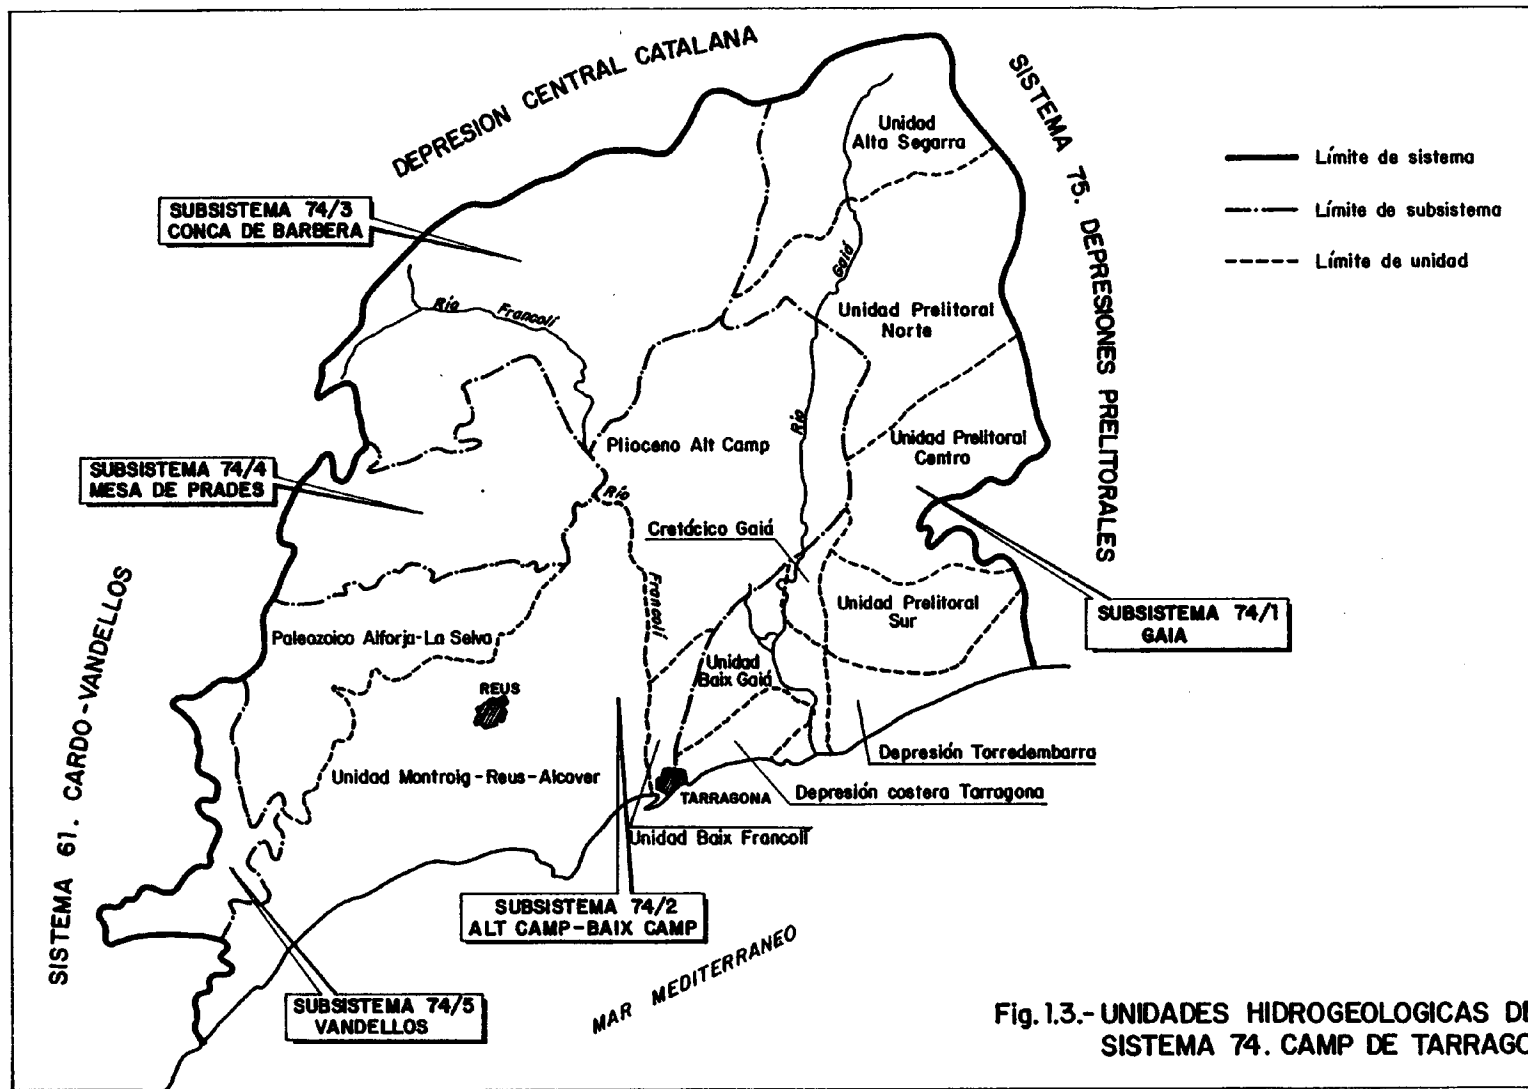 DEPRESION CENTRAL CATALANA
SISTEMA 75. DEPRESIONES PRELITORALES
Unidad
Alta Segarra
Límite de sistema
Límite de subsistema
Límite de unidad
SUBSISTEMA 74/3
CONCA DE BARBERA
Gaiá
Río
Francolí
Unidad Prelitoral
Norte
Río
Plioceno Alt Camp
Unidad Prelitoral
Centro
SUBSISTEMA 74/4
MESA DE PRADES
Río
Cretácico Gaiá
Francolí
Unidad Prelitoral
Sur
SUBSISTEMA 74/1
GAIA
Paleozoico Alforja-La Selva
Unidad
Baix Gaiá
REUS
SISTEMA 61. CARDO-VANDELLOS
Unidad Montroig-Reus-Alcover
Depresión Torredembarra
TARRAGONA
Depresión costera Tarragona
Unidad Baix Francolí
SUBSISTEMA 74/2
ALT CAMP-BAIX CAMP
MAR MEDITERRANEO
SUBSISTEMA 74/5
VANDELLOS
Fig. 1.3.- UNIDADES HIDROGEOLOGICAS DE
SISTEMA 74. CAMP DE TARRAGO